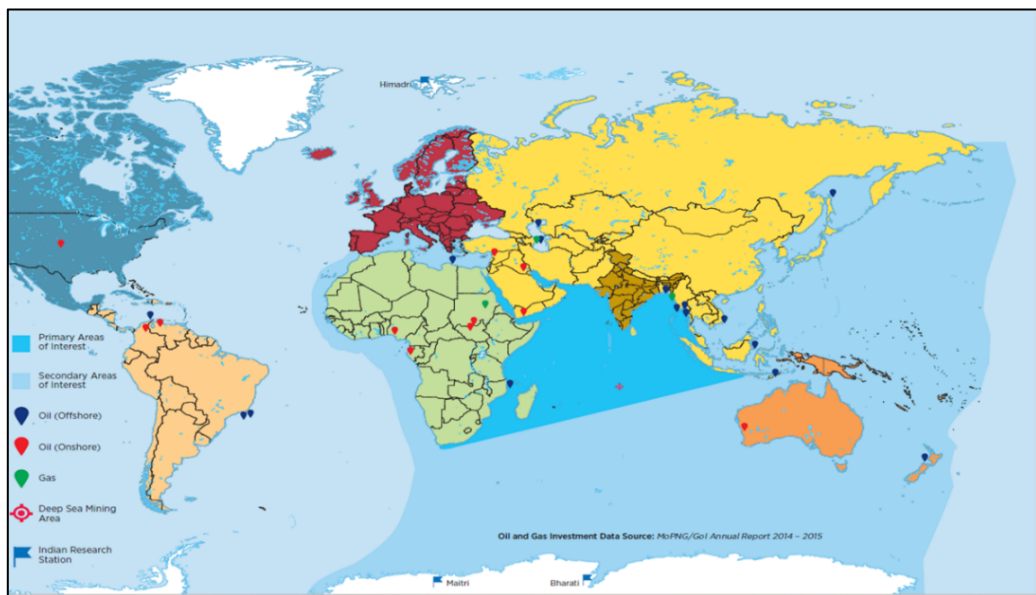 Himadri
Primary Areas
of Interest
Secondary Areas
of Interest
Oil (Offshore)
Oil (Onshore)
Gas
Deep Sea Mining
Area
Indian Research
Station
Oil and Gas Investment Data Source: MoPNG/GoI Annual Report 2014 – 2015
Maitri
Bharati